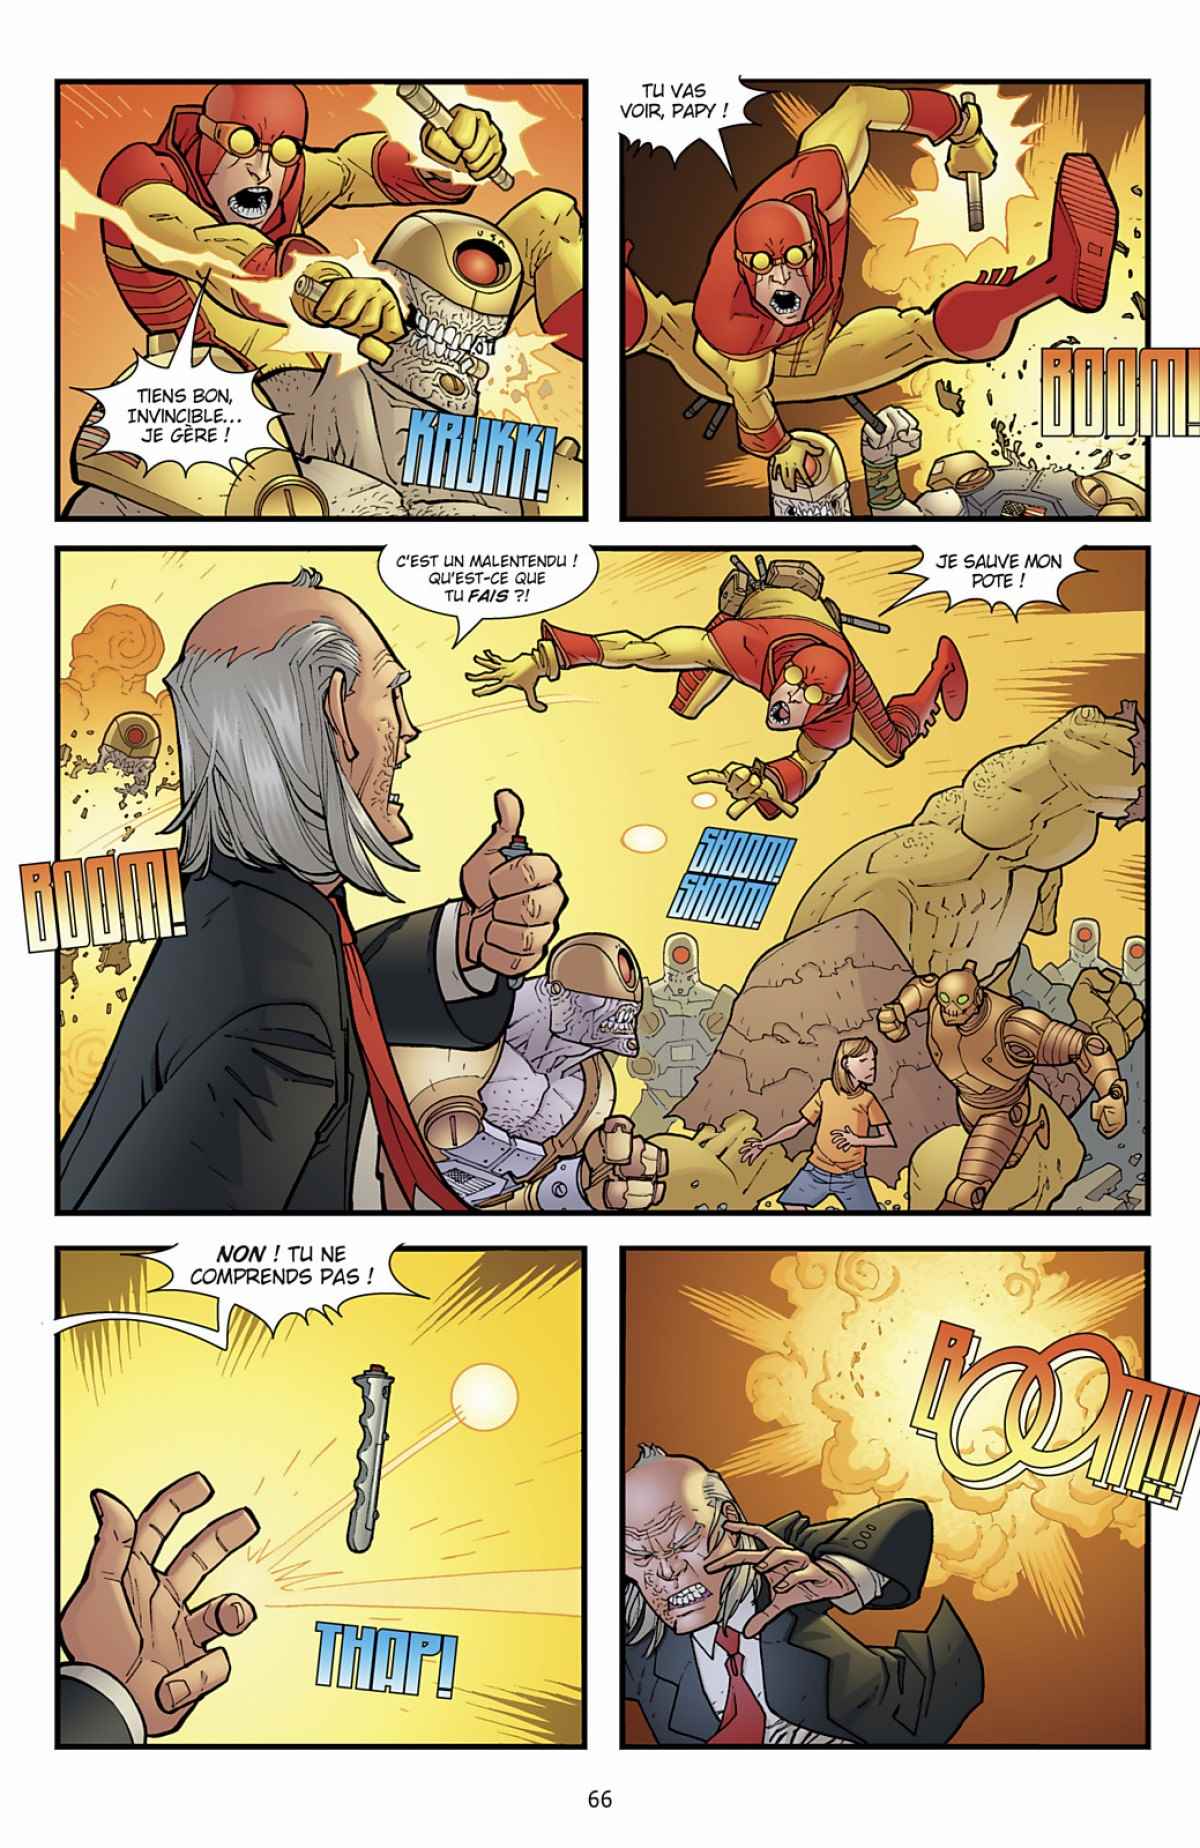 USA
TIENS BON,
INVINCIBLE...
JE GÈRE !
KRUKK!
TU VAS
VOIR, PAPY !
BOOM!
C'EST UN MALENTENDU !
QU'EST-CE QUE
TU FAIS ?!
JE SAUVE MON
POTE !
BOOM!
SHOOM!
SHOOM!
NON ! TU NE
COMPRENDS PAS !
THAP!
BOOM!!
66